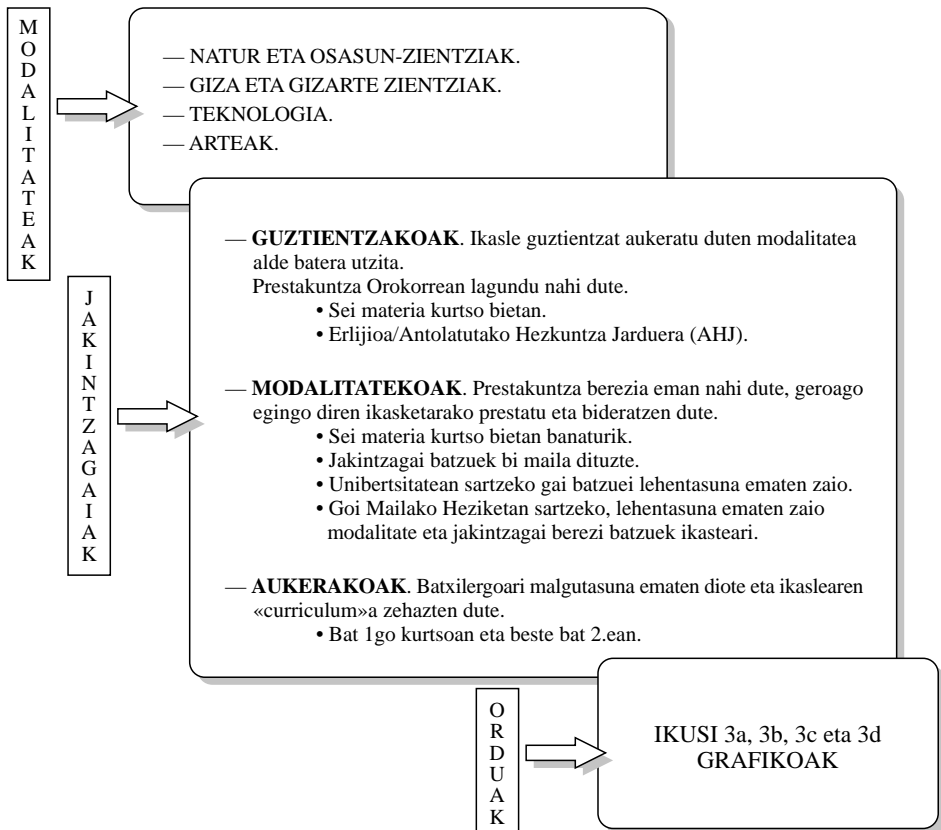 MODALITATEAK
— NATUR ETA OSASUN-ZIENTZIAK.
— GIZA ETA GIZARTE ZIENTZIAK.
— TEKNOLOGIA.
— ARTEAK.
JAKINTZAGAIAK
— GUZTIENTZAKOAK. Ikasle guztientzat aukeratu duten modalitatea
alde batera utzita.
Prestakuntza Orokorrean lagundu nahi dute.
• Sei materia kurtso bietan.
• Erlijioa/Antolatutako Hezkuntza Jarduera (AHJ).
— MODALITATEKOAK. Prestakuntza berezia eman nahi dute, geroago
egingo diren ikasketarako prestatu eta bideratzen dute.
• Sei materia kurtso bietan banaturik.
• Jakintzagai batzuek bi maila dituzte.
• Unibertsitatean sartzeko gai batzuei lehentasuna ematen zaio.
• Goi Mailako Heziketan sartzeko, lehentasuna ematen zaio
modalitate eta jakintzagai berezi batzuek ikasteari.
— AUKERAKOAK. Batxilergoari malgutasuna ematen diote eta ikaslearen
«curriculum»a zehazten dute.
• Bat 1go kurtsoan eta beste bat 2.ean.
ORDUAK
IKUSI 3a, 3b, 3c eta 3d
GRAFIKOAK